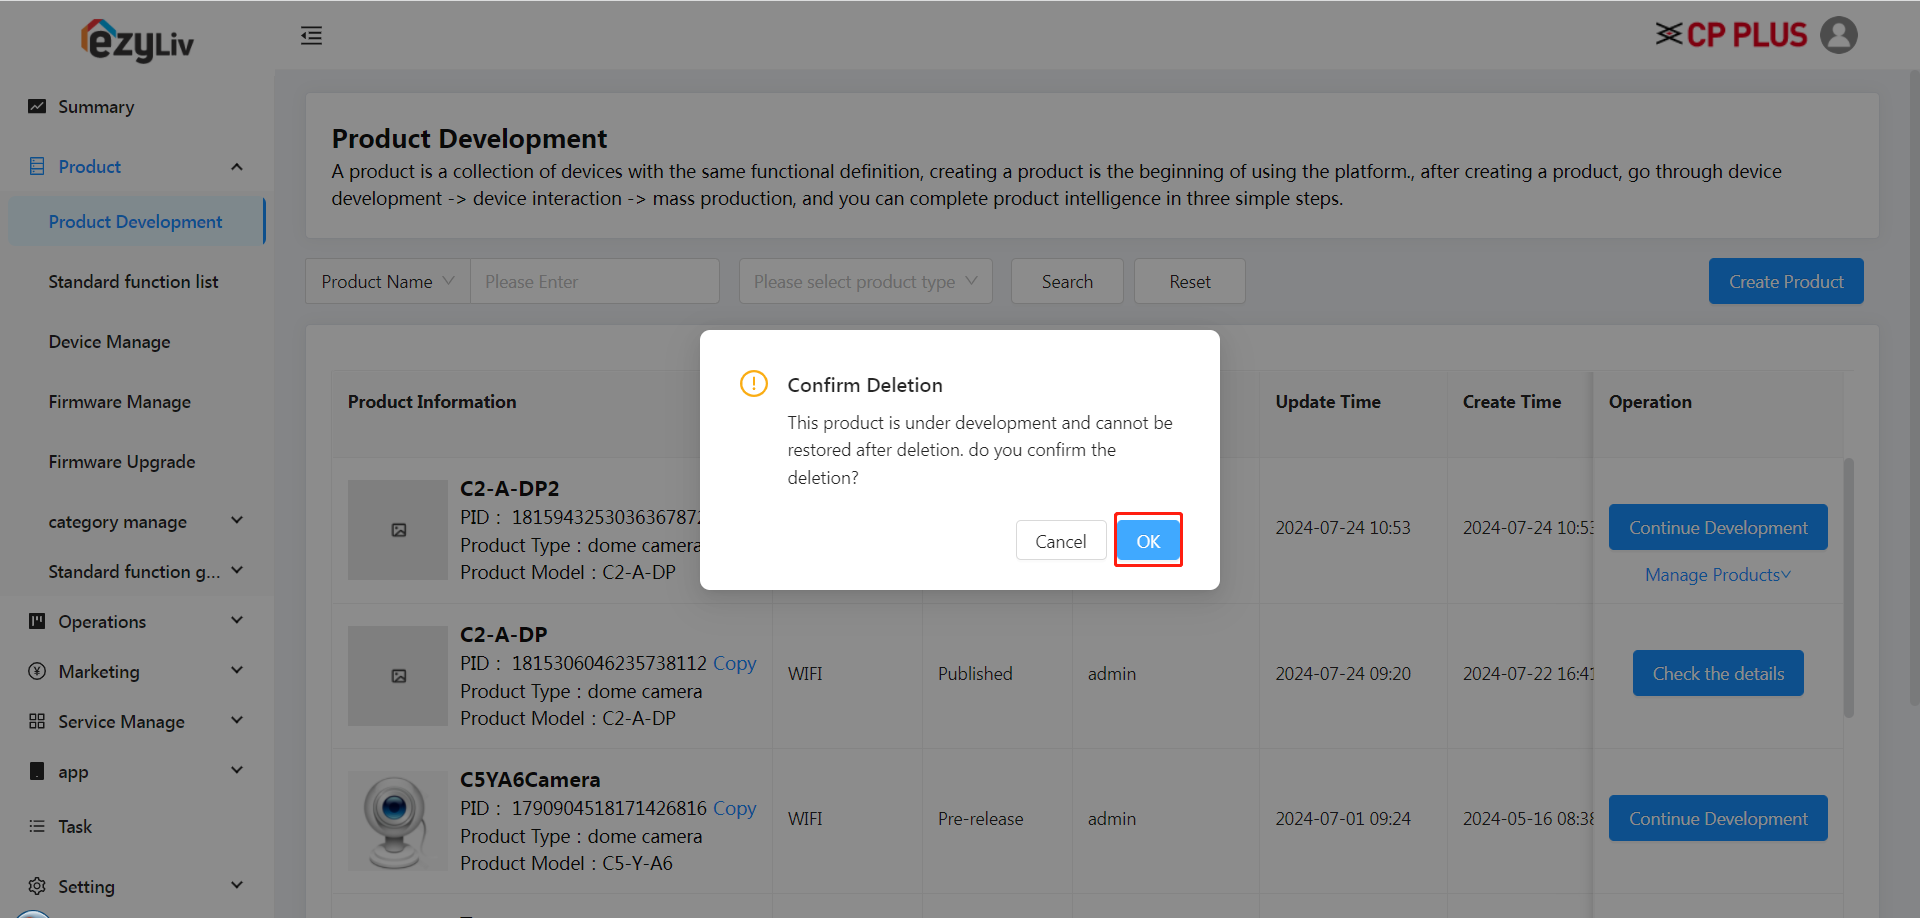 ezyLiv
CP PLUS
Summary
Product
Product Development
Standard function list
Device Manage
Firmware Manage
Firmware Upgrade
category manage
Standard function g...
Operations
Marketing
Service Manage
app
Task
Setting
Product Development
A product is a collection of devices with the same functional definition, creating a product is the beginning of using the platform., after creating a product, go through device
development -> device interaction -> mass production, and you can complete product intelligence in three simple steps.
Product Name
Please Enter
Please select product type
Search
Reset
Create Product
Product Information
Update Time
Create Time
Operation
C2-A-DP2
PID : 1815943253036367872
Product Type : dome camera
Product Model : C2-A-DP
2024-07-24 10:53
2024-07-24 10:53
Continue Development
Manage Products
C2-A-DP
PID : 1815306046235738112 Copy
Product Type : dome camera
Product Model : C2-A-DP
WIFI
Published
admin
2024-07-24 09:20
2024-07-22 16:41
Check the details
C5YA6Camera
PID : 1790904518171426816 Copy
Product Type : dome camera
Product Model : C5-Y-A6
WIFI
Pre-release
admin
2024-07-01 09:24
2024-05-16 08:38
Continue Development
Confirm Deletion
This product is under development and cannot be
restored after deletion. do you confirm the
deletion?
Cancel
OK